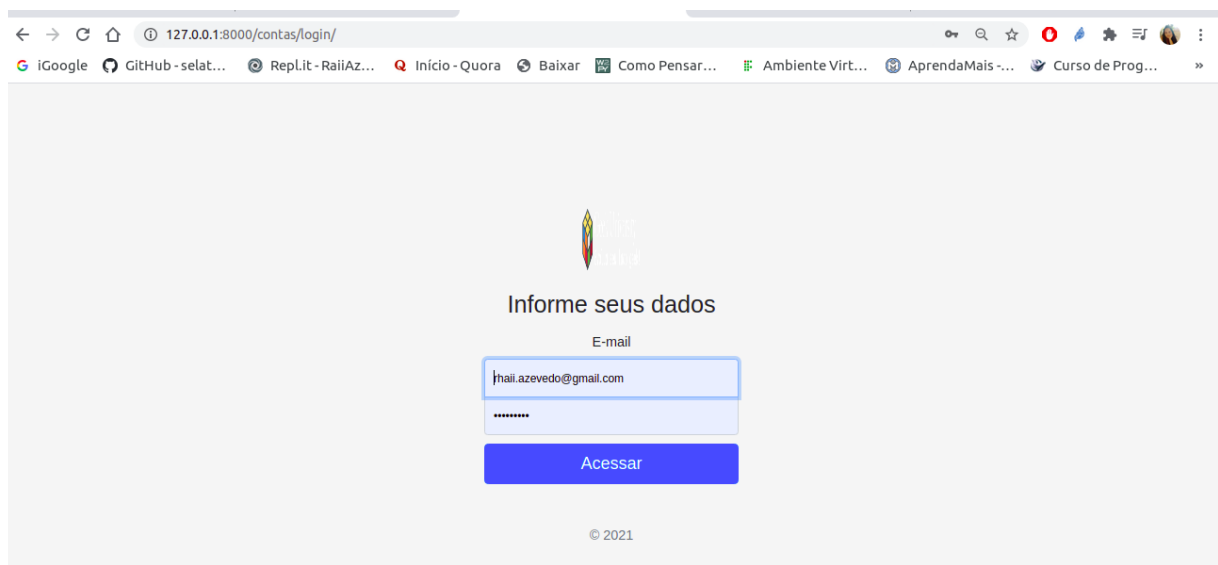 127.0.0.1:8000/contas/login/
iGoogle GitHub - selat... Repl.it - RaiiAz... Início - Quora Baixar Como Pensar... Ambiente Virt... AprendaMais -... Curso de Prog... »
Informe seus dados
E-mail
rhaii.azevedo@gmail.com
•••••••••
Acessar
© 2021